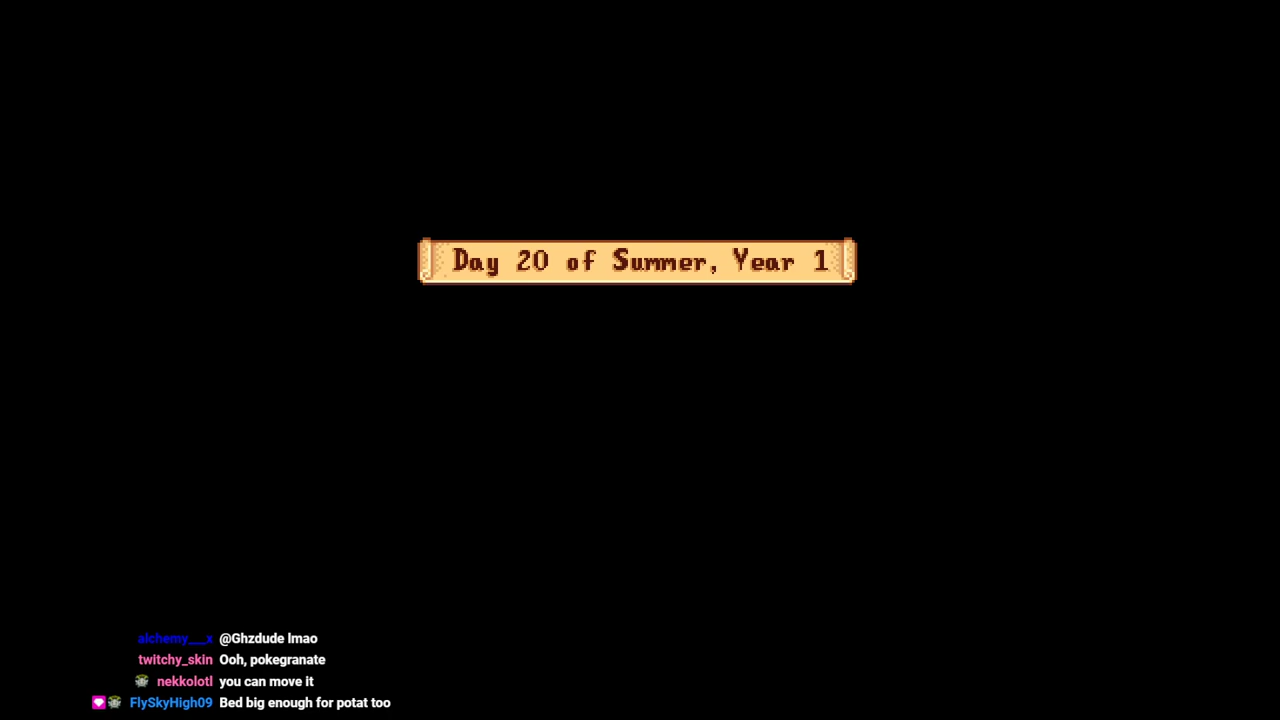 Day 20 of Summer, Year 1
alchemy__x @Ghzdude lmao
twitchy_skin Ooh, pokegranate
nekkolotl you can move it
FlySkyHigh09 Bed big enough for potat too